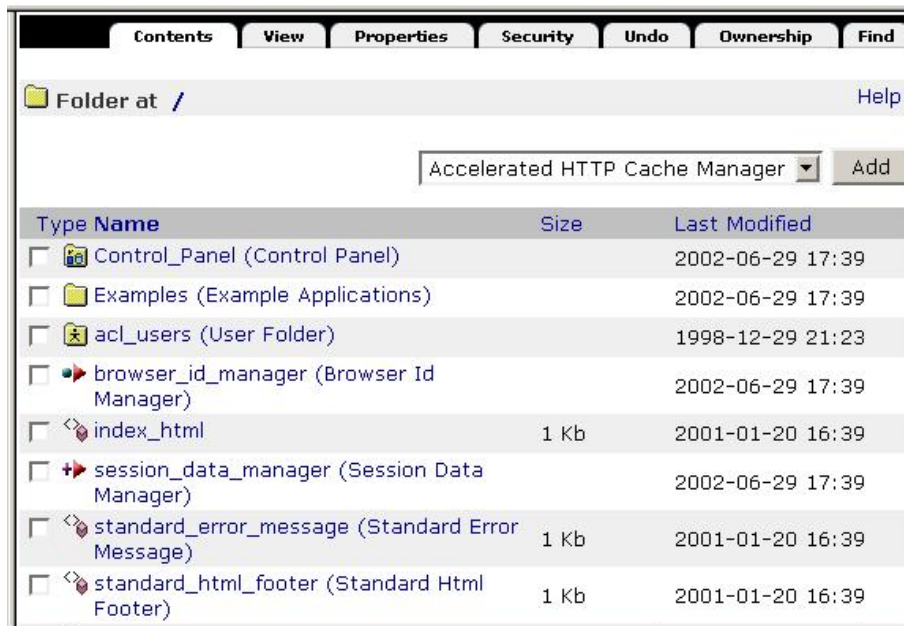 Contents View Properties Security Undo Ownership Find
Folder at /
Help
Accelerated HTTP Cache Manager Add
Type Name Size Last Modified
Control_Panel (Control Panel) 2002-06-29 17:39
Examples (Example Applications) 2002-06-29 17:39
acl_users (User Folder) 1998-12-29 21:23
browser_id_manager (Browser Id
Manager) 2002-06-29 17:39
index_html 1 Kb 2001-01-20 16:39
session_data_manager (Session Data
Manager) 2002-06-29 17:39
standard_error_message (Standard Error
Message) 1 Kb 2001-01-20 16:39
standard_html_footer (Standard Html
Footer) 1 Kb 2001-01-20 16:39